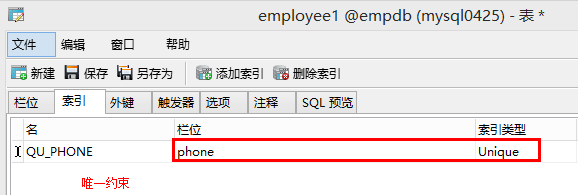 employee1 @empdb (mysql0425) - 表 *
文件 编辑 窗口 帮助
新建 保存 另存为 添加索引 删除索引
栏位 索引 外键 触发器 选项 注释 SQL 预览
名 栏位 索引类型
QU_PHONE phone Unique
唯一约束